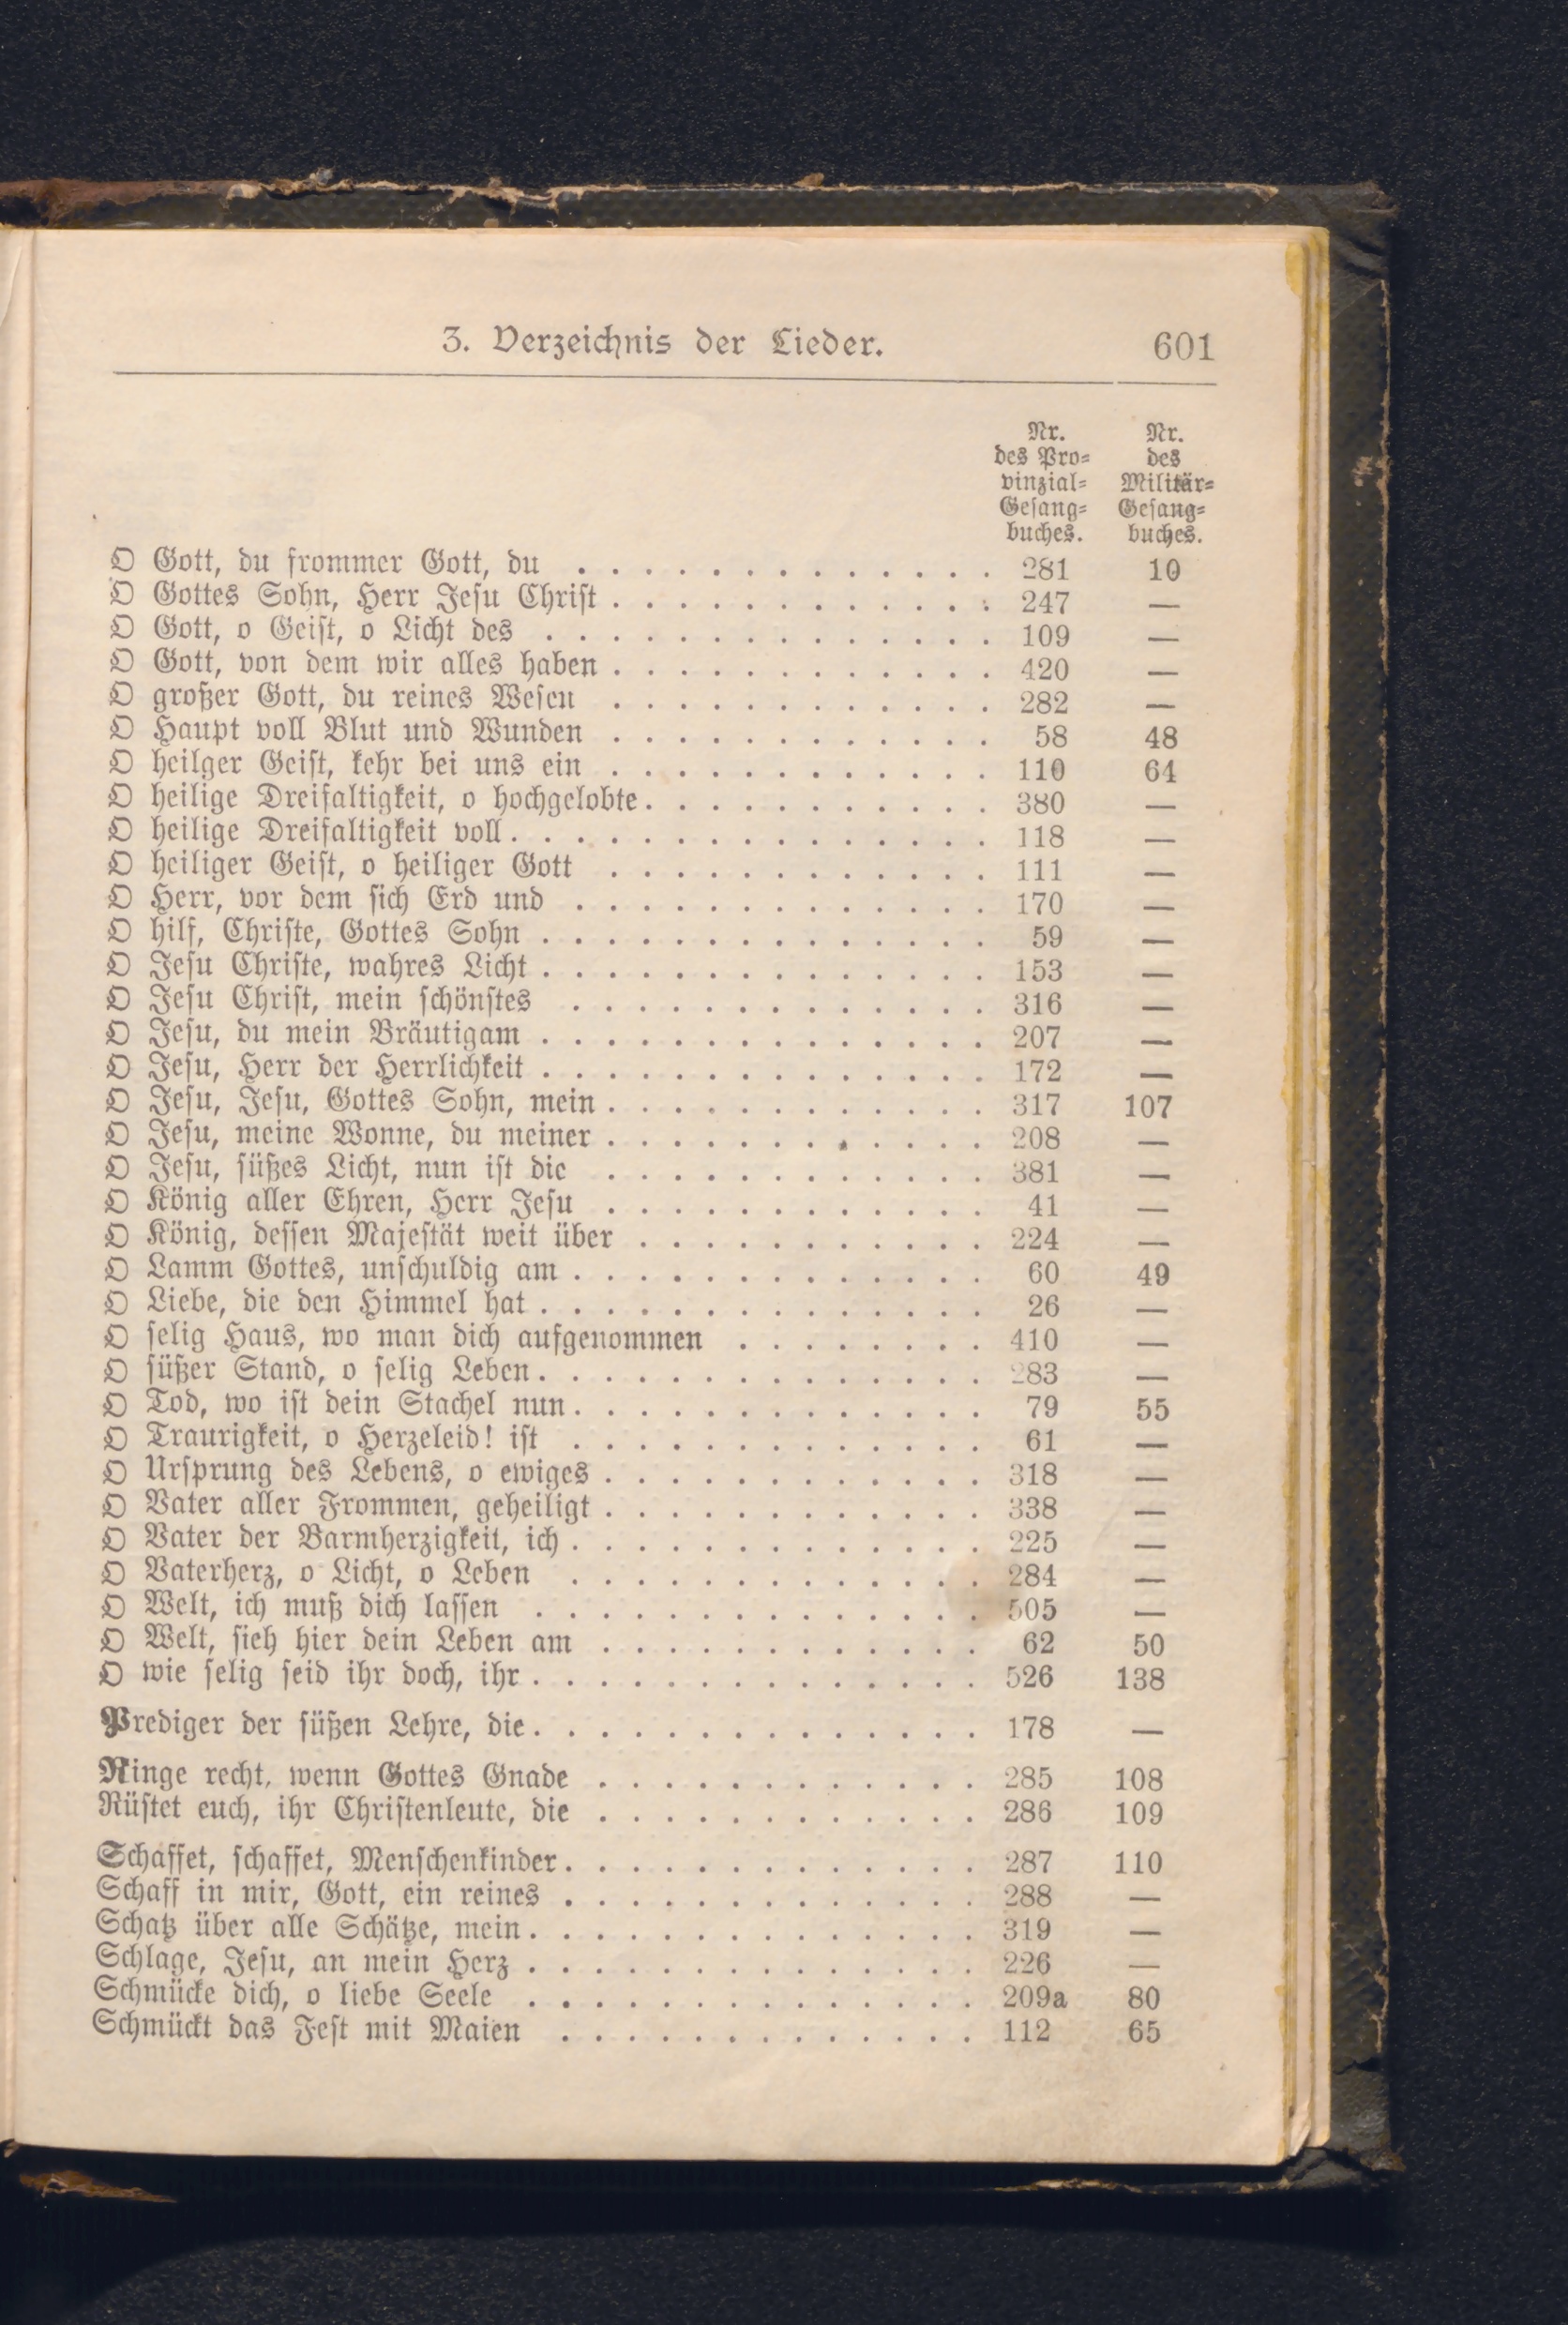 3. Verzeichnis der Lieder. 601
Nr. Nr.
des Pro= des
vinzial= Militär=
Gesang= Gesang=
buches. buches.
O Gott, du frommer Gott, du . . . . . . . . . . . . . 281 10
O Gottes Sohn, Herr Jesu Christ . . . . . . . . . . . . 247 —
O Gott, o Geist, o Licht des . . . . . . . . . . . . . . 109 —
O Gott, von dem wir alles haben . . . . . . . . . . . . 420 —
O großer Gott, du reines Wesen . . . . . . . . . . . . 282 —
O Haupt voll Blut und Wunden . . . . . . . . . . . . 58 48
O heilger Geist, kehr bei uns ein . . . . . . . . . . . . 110 64
O heilige Dreifaltigkeit, o hochgelobte . . . . . . . . . . . 380 —
O heilige Dreifaltigkeit voll . . . . . . . . . . . . . . . 118 —
O heiliger Geist, o heiliger Gott . . . . . . . . . . . . 111 —
O Herr, vor dem sich Erd und . . . . . . . . . . . . . 170 —
O hilf, Christe, Gottes Sohn . . . . . . . . . . . . . . 59 —
O Jesu Christe, wahres Licht . . . . . . . . . . . . . . 153 —
O Jesu Christ, mein schönstes . . . . . . . . . . . . . 316 —
O Jesu, du mein Bräutigam . . . . . . . . . . . . . . 207 —
O Jesu, Herr der Herrlichkeit . . . . . . . . . . . . . . 172 —
O Jesu, Jesu, Gottes Sohn, mein . . . . . . . . . . . . 317 107
O Jesu, meine Wonne, du meiner . . . . . . . . . . . . 208 —
O Jesu, süßes Licht, nun ist die . . . . . . . . . . . . 381 —
O König aller Ehren, Herr Jesu . . . . . . . . . . . . 41 —
O König, dessen Majestät weit über . . . . . . . . . . . 224 —
O Lamm Gottes, unschuldig am . . . . . . . . . . . . . 60 49
O Liebe, die den Himmel hat . . . . . . . . . . . . . . 26 —
O selig Haus, wo man dich aufgenommen . . . . . . . . 410 —
O süßer Stand, o selig Leben . . . . . . . . . . . . . . 283 —
O Tod, wo ist dein Stachel nun . . . . . . . . . . . . . 79 55
O Traurigkeit, o Herzeleid! ist . . . . . . . . . . . . . 61 —
O Ursprung des Lebens, o ewiges . . . . . . . . . . . . 318 —
O Vater aller Frommen, geheiligt . . . . . . . . . . . . 338 —
O Vater der Barmherzigkeit, ich . . . . . . . . . . . . . 225 —
O Vaterherz, o Licht, o Leben . . . . . . . . . . . . . 284 —
O Welt, ich muß dich lassen . . . . . . . . . . . . . . 505 —
O Welt, sieh hier dein Leben am . . . . . . . . . . . . 62 50
O wie selig seid ihr doch, ihr . . . . . . . . . . . . . . 526 138
Prediger der süßen Lehre, die . . . . . . . . . . . . . . 178 —
Ringe recht, wenn Gottes Gnade . . . . . . . . . . . . 285 108
Rüstet euch, ihr Christenleute, die . . . . . . . . . . . . 286 109
Schaffet, schaffet, Menschenkinder . . . . . . . . . . . . . 287 110
Schaff in mir, Gott, ein reines . . . . . . . . . . . . . 288 —
Schatz über alle Schätze, mein . . . . . . . . . . . . . . 319 —
Schlage, Jesu, an mein Herz . . . . . . . . . . . . . . 226 —
Schmücke dich, o liebe Seele . . . . . . . . . . . . . . 209a 80
Schmückt das Fest mit Maien . . . . . . . . . . . . . 112 65